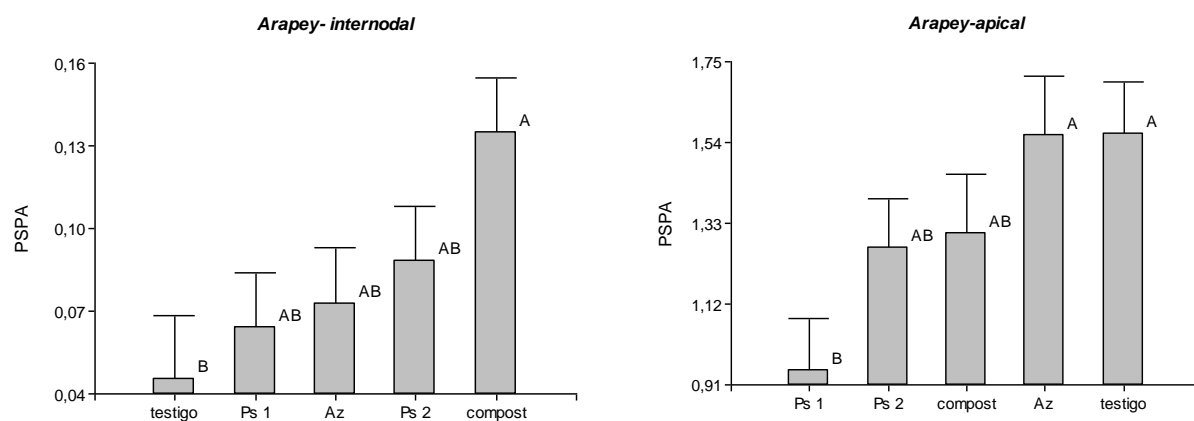 Arapey- internodal
0,16
0,13
0,10
0,07
0,04
PSPA
B
AB
AB
AB
A
testigo Ps 1 Az Ps 2 compost
Arapey-apical
1,75
1,54
1,33
1,12
0,91
PSPA
B
AB
AB
A
A
Ps 1 Ps 2 compost Az testigo